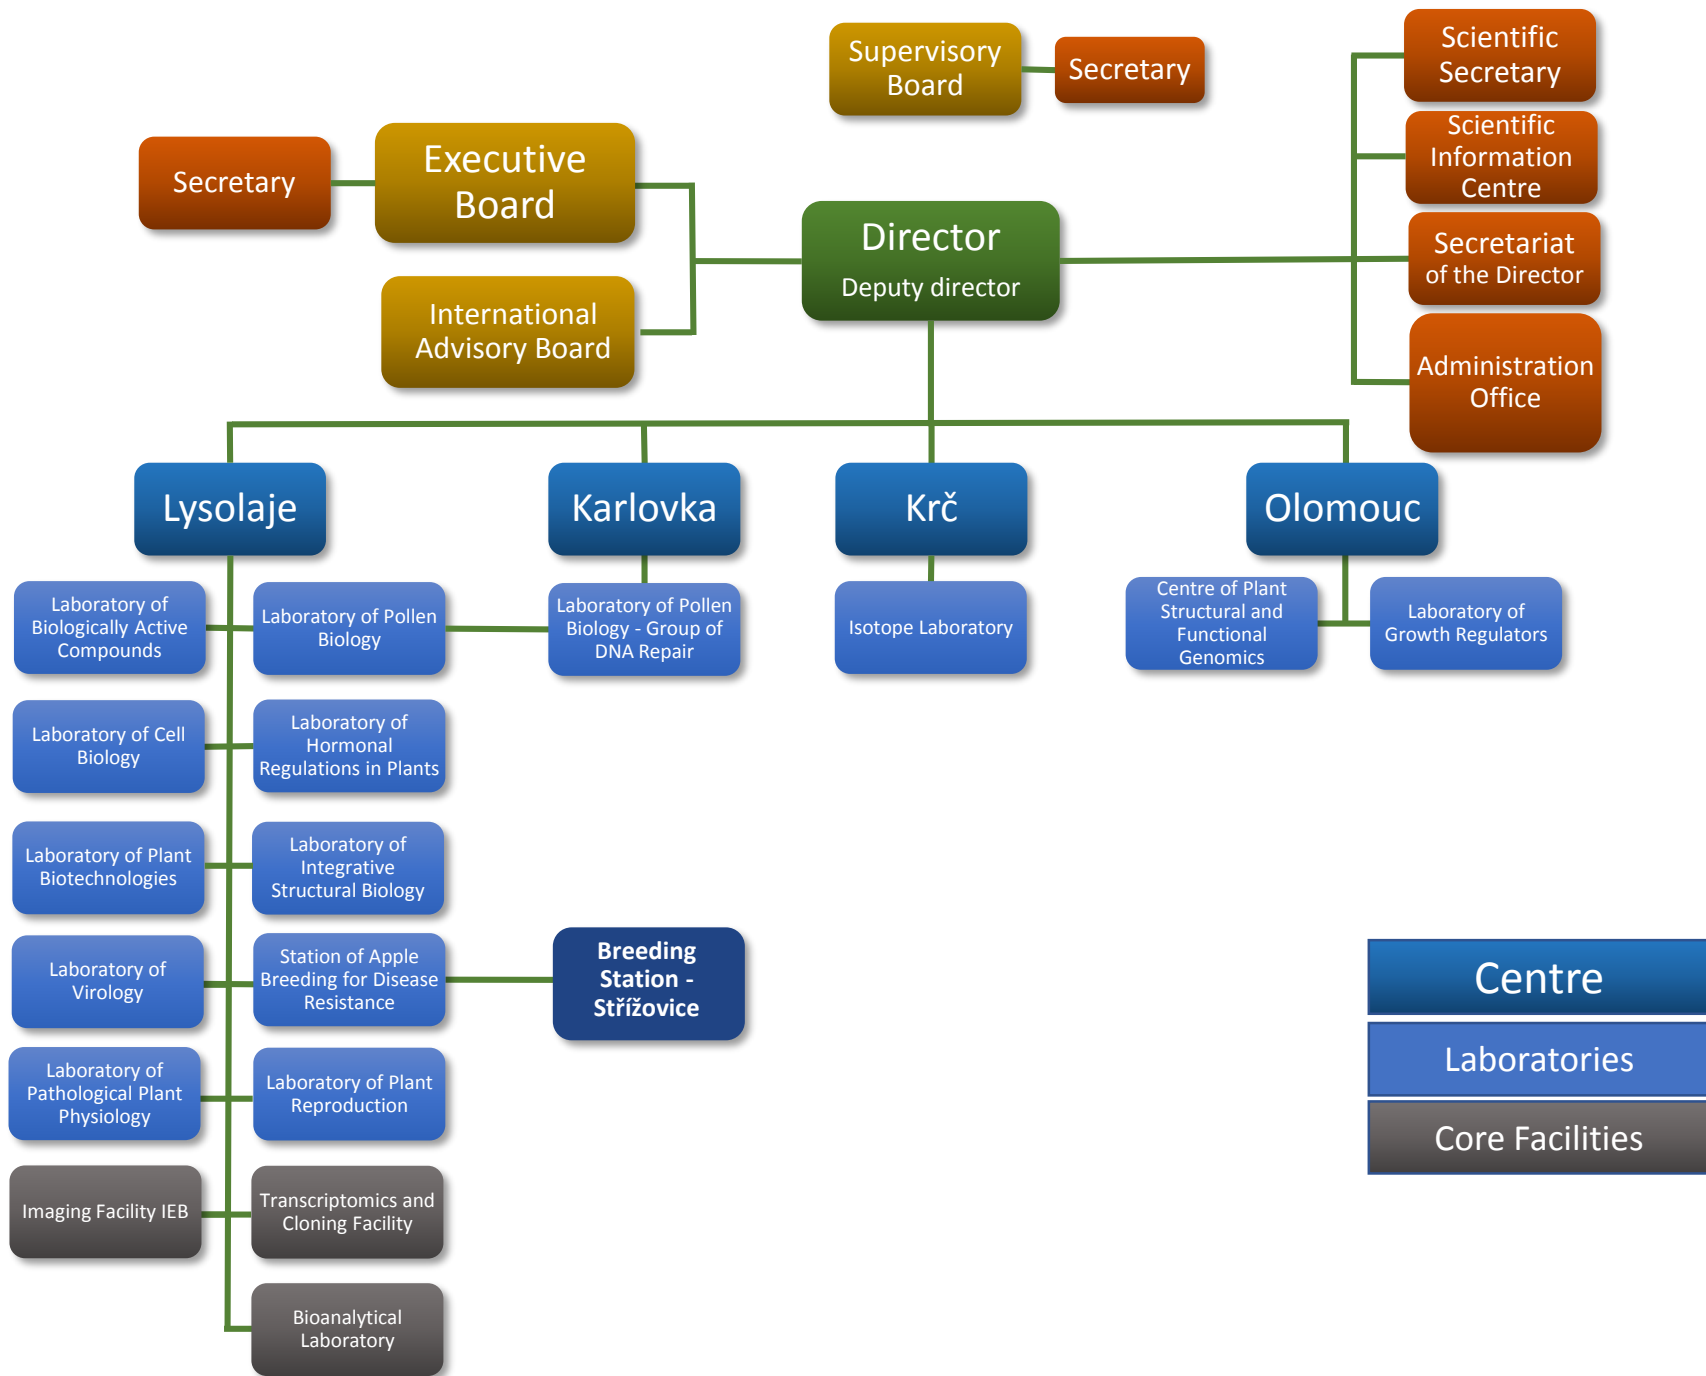 Supervisory
Board
Secretary
Scientific
Secretary
Scientific
Information
Centre
Secretariat
of the Director
Administration
Office
Secretary
Executive
Board
International
Advisory Board
Director
Deputy director
Lysolaje
Karlovka
Krč
Olomouc
Laboratory of
Biologically Active
Compounds
Laboratory of Pollen
Biology
Laboratory of Pollen
Biology - Group of
DNA Repair
Isotope Laboratory
Centre of Plant
Structural and
Functional
Genomics
Laboratory of
Growth Regulators
Laboratory of Cell
Biology
Laboratory of
Hormonal
Regulations in Plants
Laboratory of Plant
Biotechnologies
Laboratory of
Integrative
Structural Biology
Laboratory of
Virology
Station of Apple
Breeding for Disease
Resistance
Breeding
Station -
Střížovice
Laboratory of
Pathological Plant
Physiology
Laboratory of Plant
Reproduction
Imaging Facility IEB
Transcriptomics and
Cloning Facility
Bioanalytical
Laboratory
Centre
Laboratories
Core Facilities